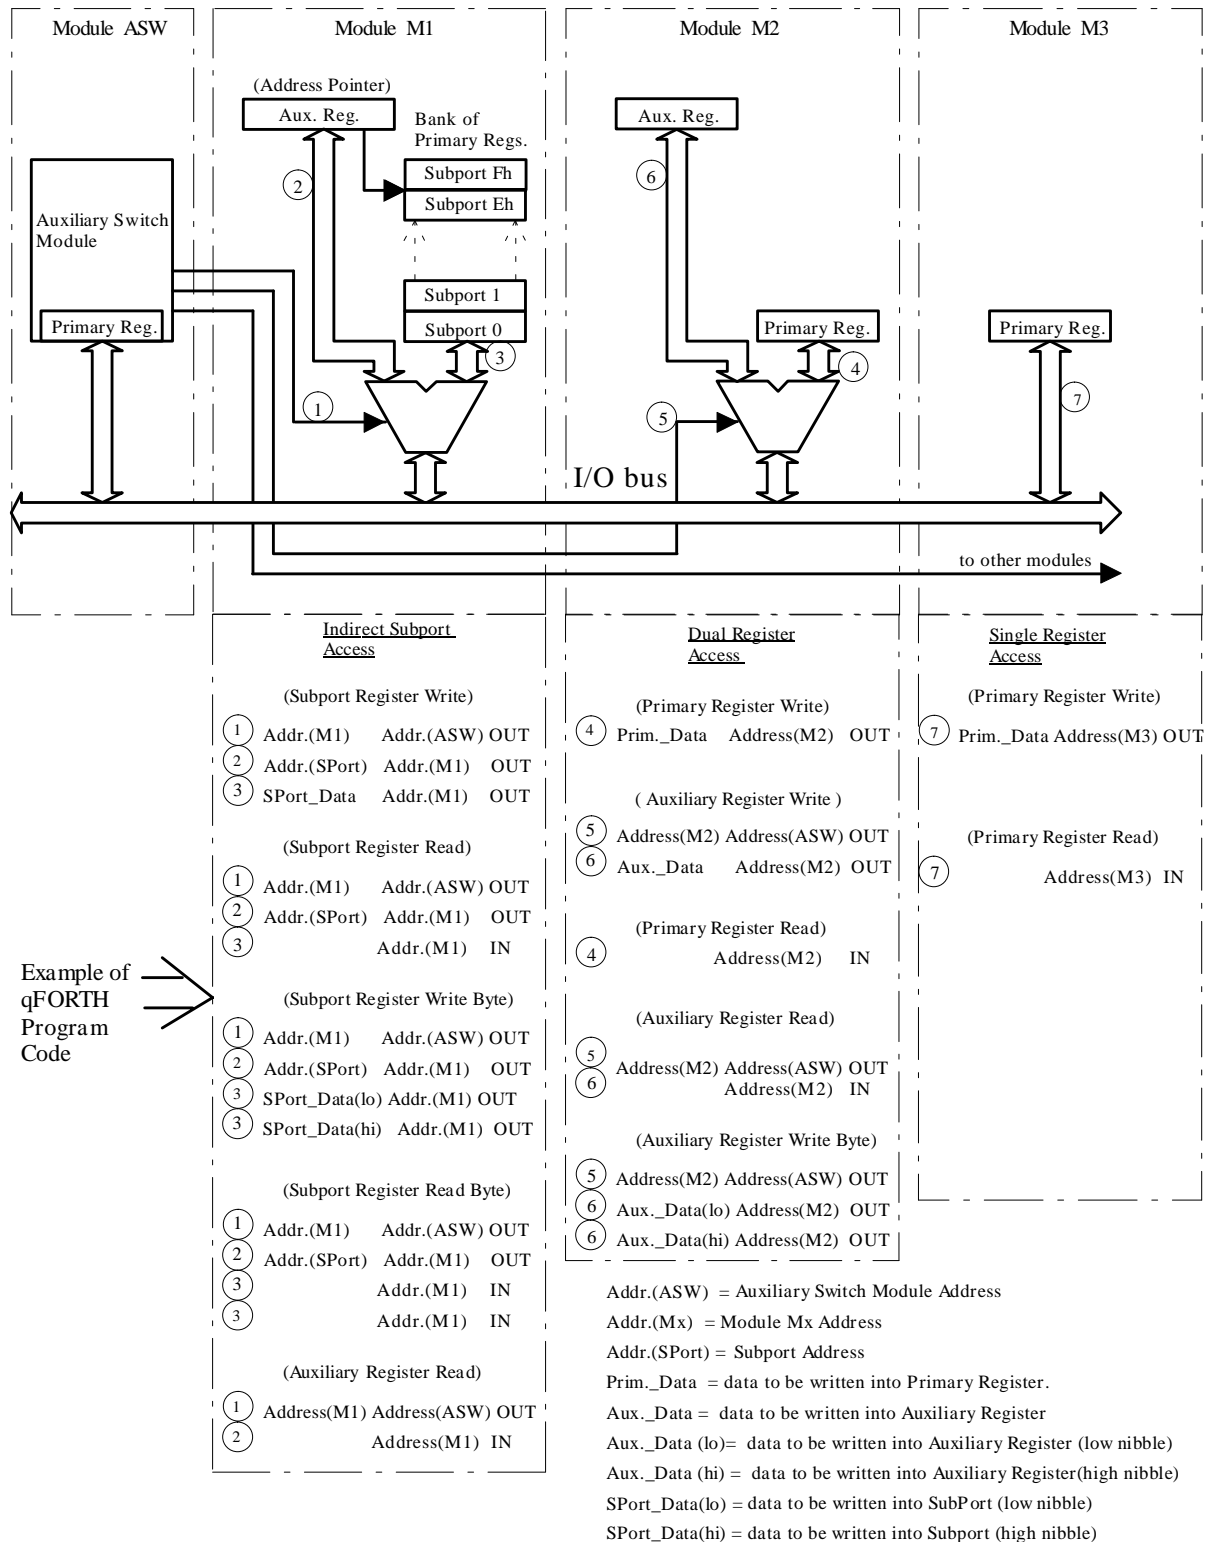 Module ASW
Module M1
Module M2
Module M3
(Address Pointer)
Aux. Reg.
Bank of
Primary Regs.
Subport Fh
Subport Eh
Subport 1
Subport 0
Auxiliary Switch
Module
Primary Reg.
2
3
1
Aux. Reg.
6
Primary Reg.
4
5
Primary Reg.
7
I/O bus
to other modules
Indirect Subport
Access
(Support Register Write)
1 Addr.(M1) Addr.(ASW) OUT
2 Addr.(SPort) Addr.(M1) OUT
3 SPort_Data Addr.(M1) OUT
(Support Register Read)
1 Addr.(M1) Addr.(ASW) OUT
2 Addr.(SPort) Addr.(M1) OUT
3 Addr.(M1) IN
Example of
qFORTH
Program
Code
(Support Register Write Byte)
1 Addr.(M1) Addr.(ASW) OUT
2 Addr.(SPort) Addr.(M1) OUT
3 SPort_Data(lo) Addr.(M1) OUT
3 SPort_Data(hi) Addr.(M1) OUT
(Support Register Read Byte)
1 Addr.(M1) Addr.(ASW) OUT
2 Addr.(SPort) Addr.(M1) OUT
3 Addr.(M1) IN
3 Addr.(M1) IN
(Auxiliary Register Read)
1 Address(M1) Address(ASW) OUT
2 Address(M1) IN
Dual Register
Access
(Primary Register Write)
4 Prim._Data Address(M2) OUT
( Auxiliary Register Write )
5 Address(M2) Address(ASW) OUT
6 Aux._Data Address(M2) OUT
(Primary Register Read)
4 Address(M2) IN
(Auxiliary Register Read)
5 Address(M2) Address(ASW) OUT
6 Address(M2) IN
(Auxiliary Register Write Byte)
5 Address(M2) Address(ASW) OUT
6 Aux._Data(lo) Address(M2) OUT
6 Aux._Data(hi) Address(M2) OUT
Single Register
Access
(Primary Register Write)
7 Prim._Data Address(M3) OUT
(Primary Register Read)
7 Address(M3) IN
Addr.(ASW) = Auxiliary Switch Module Address
Addr.(Mx) = Module Mx Address
Addr.(SPort) = Subport Address
Prim._Data = data to be written into Primary Register.
Aux._Data = data to be written into Auxiliary Register
Aux._Data (lo)= data to be written into Auxiliary Register (low nibble)
Aux._Data (hi) = data to be written into Auxiliary Register(high nibble)
SPort_Data(lo) = data to be written into SubPort (low nibble)
SPort_Data(hi) = data to be written into Subport (high nibble)